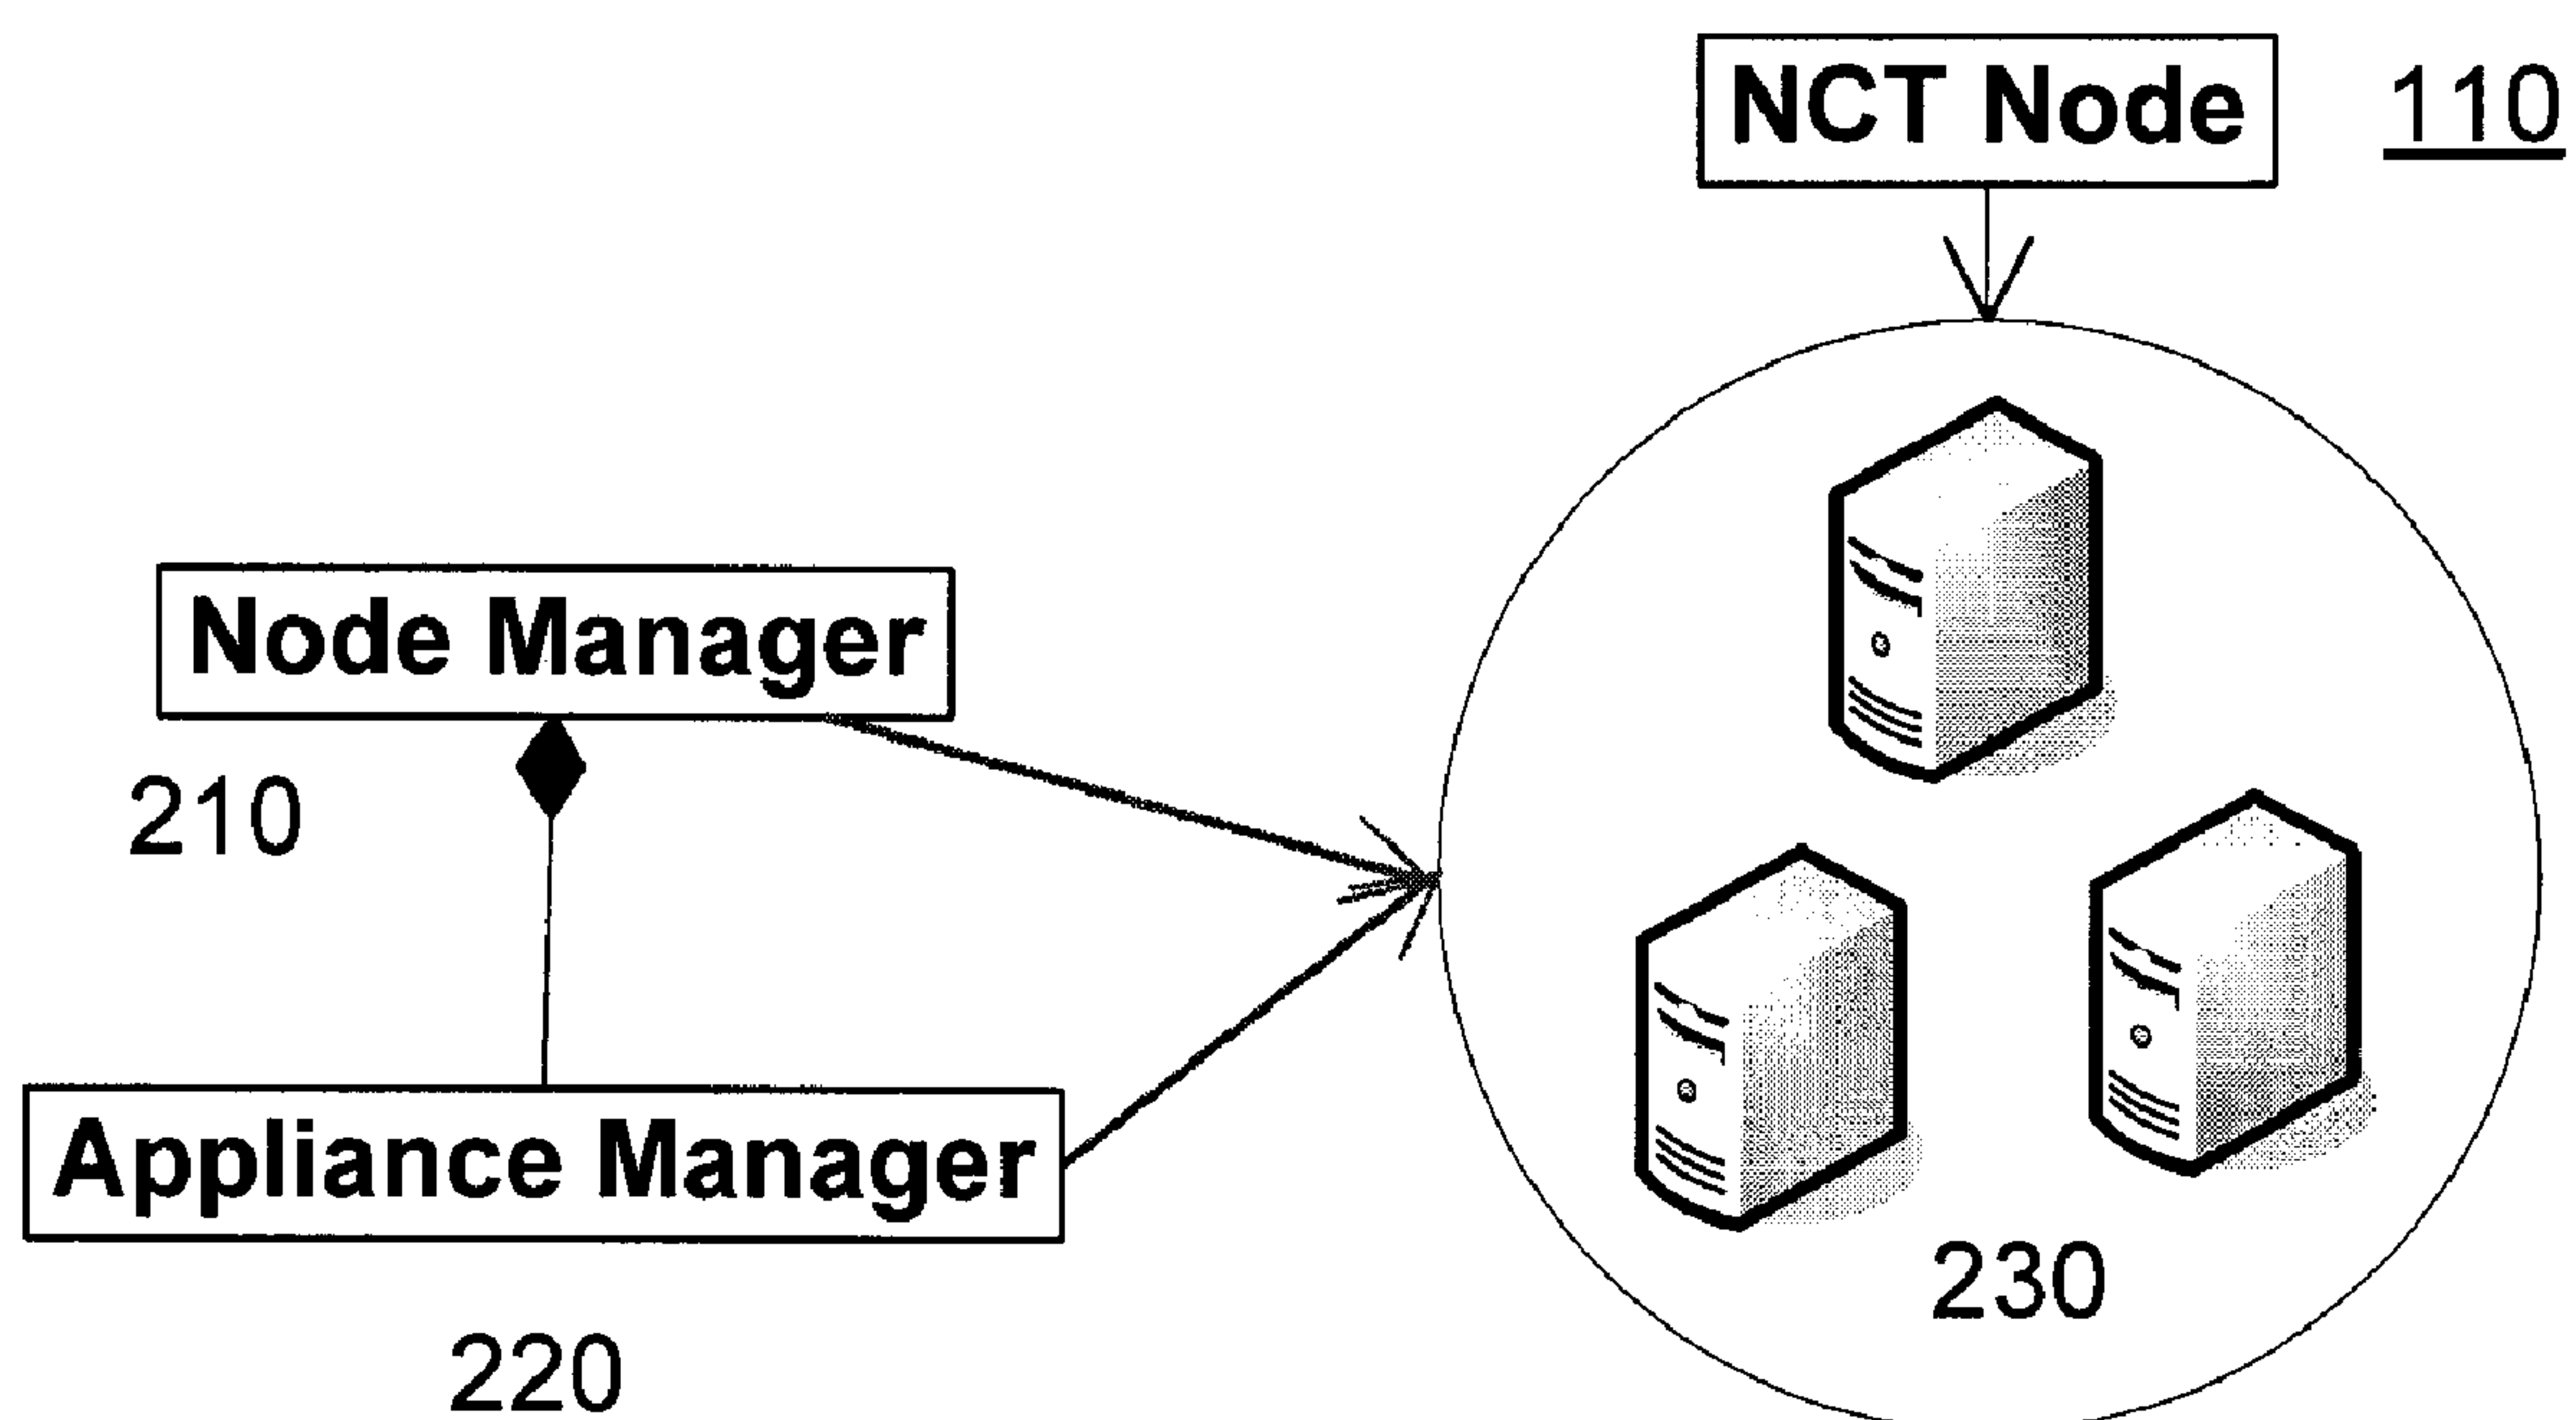 NCT Node 110
Node Manager
210
Appliance Manager
230
220